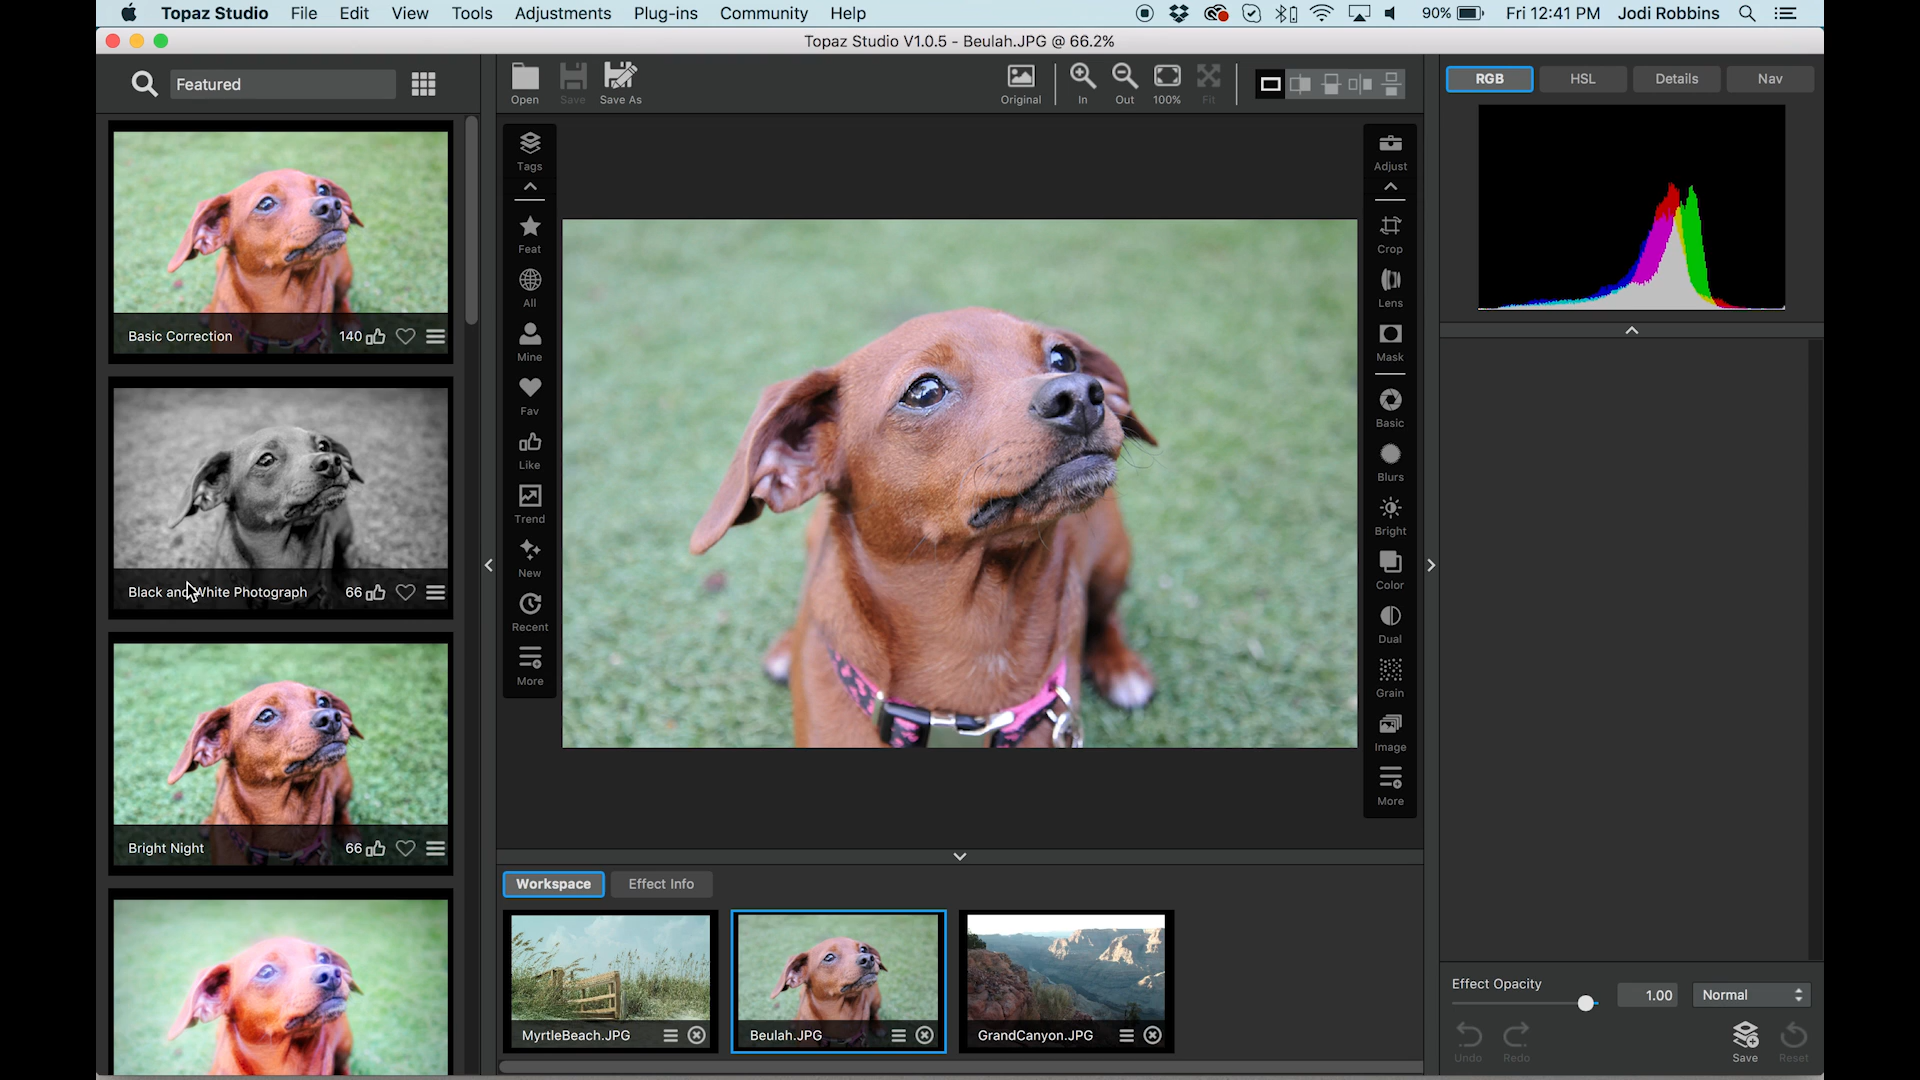 Topaz Studio File Edit View Tools Adjustments Plug-ins Community Help 90% Fri 12:41 PM Jodi Robbins
Topaz Studio V1.0.5 - Beulah.JPG @ 66.2%
Featured
Open Save Save As Original In Out 100% Fit
RGB HSL Details Nav
Tags
Feat
All
Mine
Fav
Like
Trend
New
Recent
More
Basic Correction 140
Black and White Photograph 66
Bright Night 66
Adjust
Crop
Lens
Mask
Basic
Blurs
Bright
Color
Dual
Grain
Image
More
Workspace Effect Info
MyrtleBeach.JPG Beulah.JPG GrandCanyon.JPG
Effect Opacity 1.00 Normal
Undo Redo Save Reset